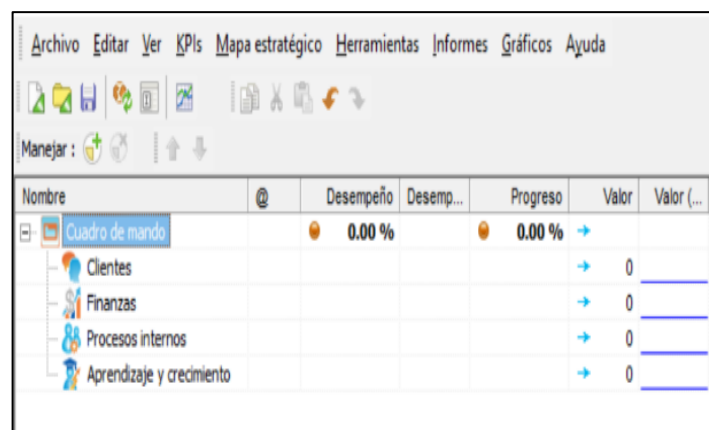 Archivo Editar Ver KPIs Mapa estratégico Herramientas Informes Gráficos Ayuda
Manejar :
Nombre @ Desempeño Desemp... Progreso Valor Valor (...
Cuadro de mando 0.00 % 0.00 %
Clientes 0
Finanzas 0
Procesos internos 0
Aprendizaje y crecimiento 0